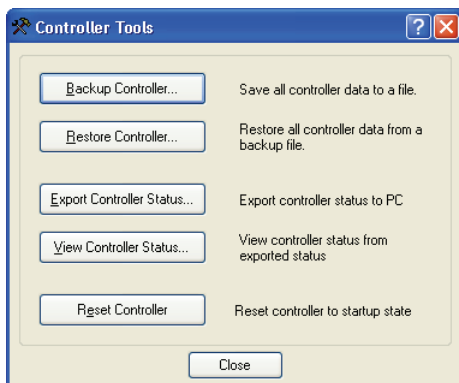 Controller Tools
Backup Controller...
Save all controller data to a file.
Restore Controller...
Restore all controller data from a
backup file.
Export Controller Status...
Export controller status to PC
View Controller Status...
View controller status from
exported status
Reset Controller
Reset controller to startup state
Close